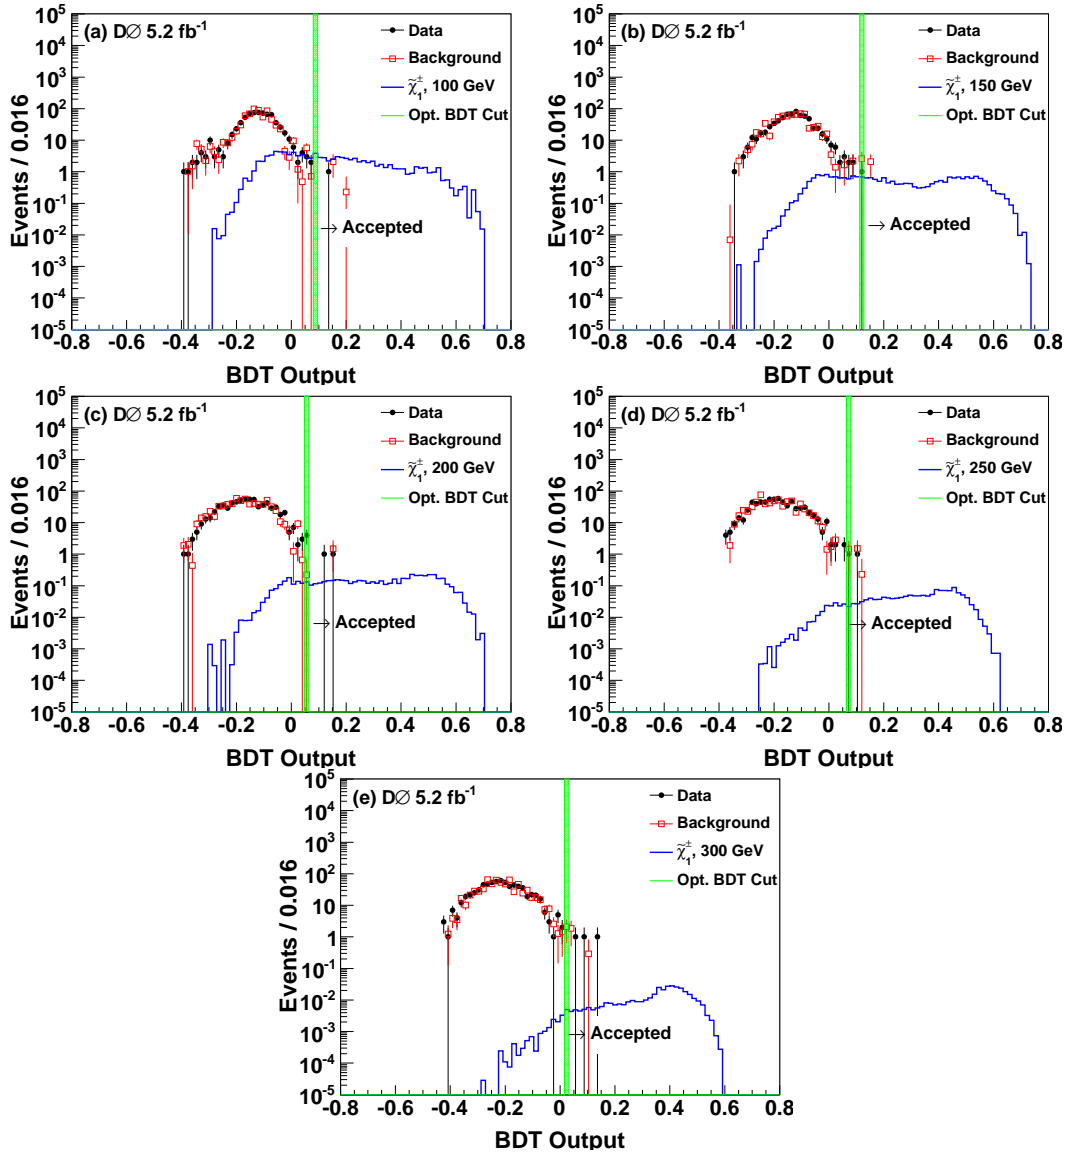 (a) DØ 5.2 fb⁻¹
Data
Background
χ̃₁±, 100 GeV
Opt. BDT Cut
→ Accepted
Events / 0.016
10⁵
10⁴
10³
10²
10
1
10⁻¹
10⁻²
10⁻³
10⁻⁴
10⁻⁵
-0.8 -0.6 -0.4 -0.2 0 0.2 0.4 0.6 0.8
BDT Output
(b) DØ 5.2 fb⁻¹
Data
Background
χ̃₁±, 150 GeV
Opt. BDT Cut
→ Accepted
Events / 0.016
10⁵
10⁴
10³
10²
10
1
10⁻¹
10⁻²
10⁻³
10⁻⁴
10⁻⁵
-0.8 -0.6 -0.4 -0.2 0 0.2 0.4 0.6 0.8
BDT Output
(c) DØ 5.2 fb⁻¹
Data
Background
χ̃₁±, 200 GeV
Opt. BDT Cut
→ Accepted
Events / 0.016
10⁵
10⁴
10³
10²
10
1
10⁻¹
10⁻²
10⁻³
10⁻⁴
10⁻⁵
-0.8 -0.6 -0.4 -0.2 0 0.2 0.4 0.6 0.8
BDT Output
(d) DØ 5.2 fb⁻¹
Data
Background
χ̃₁±, 250 GeV
Opt. BDT Cut
→ Accepted
Events / 0.016
10⁵
10⁴
10³
10²
10
1
10⁻¹
10⁻²
10⁻³
10⁻⁴
10⁻⁵
-0.8 -0.6 -0.4 -0.2 0 0.2 0.4 0.6 0.8
BDT Output
(e) DØ 5.2 fb⁻¹
Data
Background
χ̃₁±, 300 GeV
Opt. BDT Cut
→ Accepted
Events / 0.016
10⁵
10⁴
10³
10²
10
1
10⁻¹
10⁻²
10⁻³
10⁻⁴
10⁻⁵
-0.8 -0.6 -0.4 -0.2 0 0.2 0.4 0.6 0.8
BDT Output